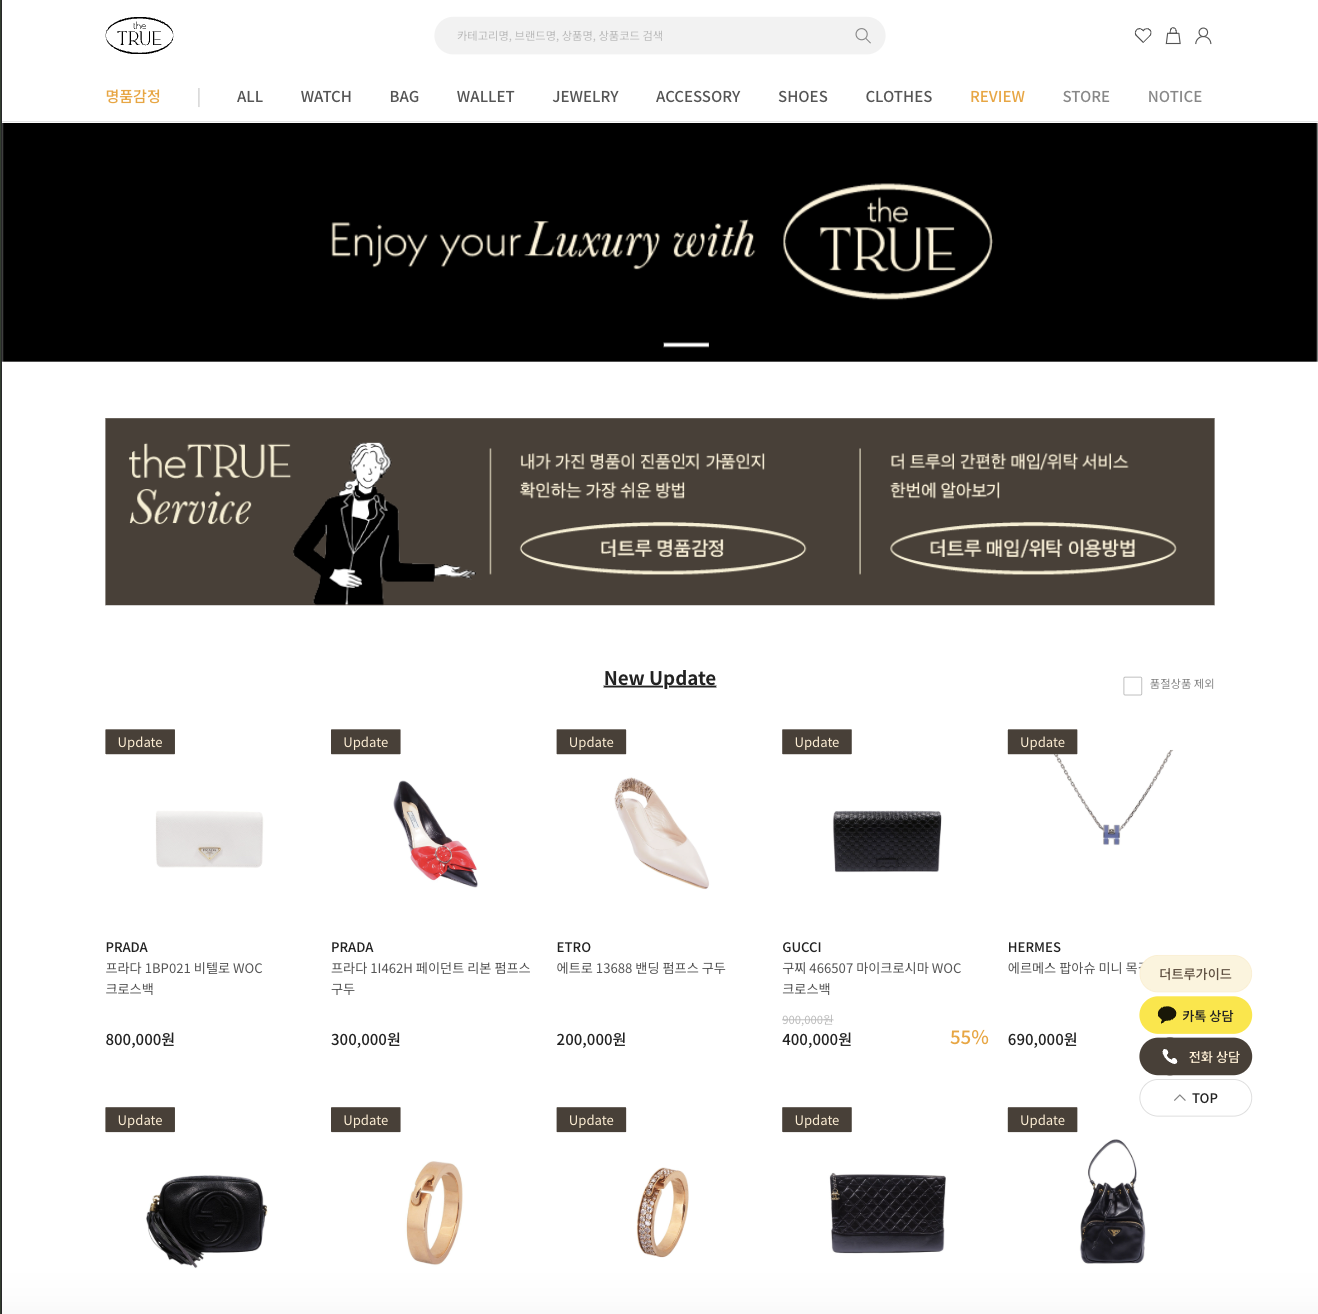 the
TRUE
카테고리명, 브랜드명, 상품명, 상품코드 검색
명품감정
ALL
WATCH
BAG
WALLET
JEWELRY
ACCESSORY
SHOES
CLOTHES
REVIEW
STORE
NOTICE
Enjoy your Luxury with
the
TRUE
theTRUE
Service
내가 가진 명품이 진품인지 가품인지
확인하는 가장 쉬운 방법
더트루 명품감정
더 트루의 간편한 매입/위탁 서비스
한번에 알아보기
더트루 매입/위탁 이용방법
New Update
품절상품 제외
Update
PRADA
프라다 1BP021 비텔로 WOC
크로스백
800,000원
Update
PRADA
프라다 1I462H 페이던트 리본 펌프스
구두
300,000원
Update
ETRO
에트로 13688 밴딩 펌프스 구두
200,000원
Update
GUCCI
구찌 466507 마이크로시마 WOC
크로스백
900,000원
400,000원
55%
Update
HERMES
에르메스 팝아슈 미니
690,000원
더트루가이드
카톡 상담
전화 상담
TOP
Update
Update
Update
Update
Update